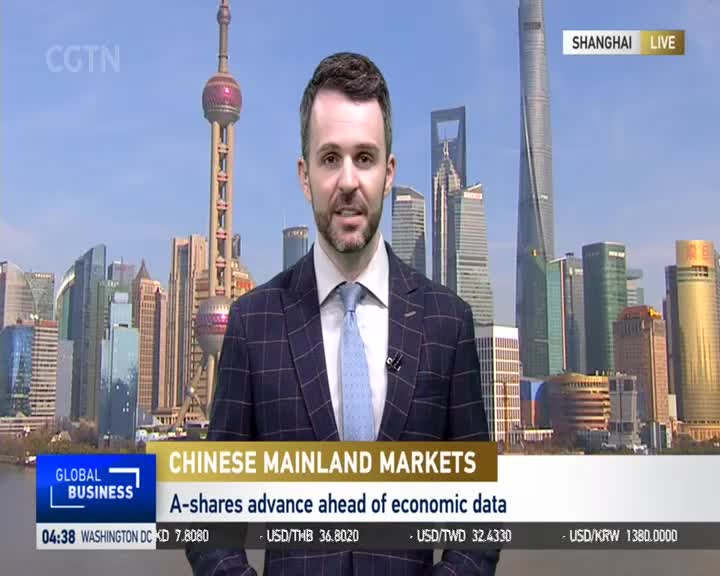 CGTN
SHANGHAI LIVE
CHINESE MAINLAND MARKETS
GLOBAL
BUSINESS
A-shares advance ahead of economic data
04:38 WASHINGTON DC KD 7.8080 · USD/THB 36.8020 · USD/TWD 32.4330 · USD/KRW 1380.0000